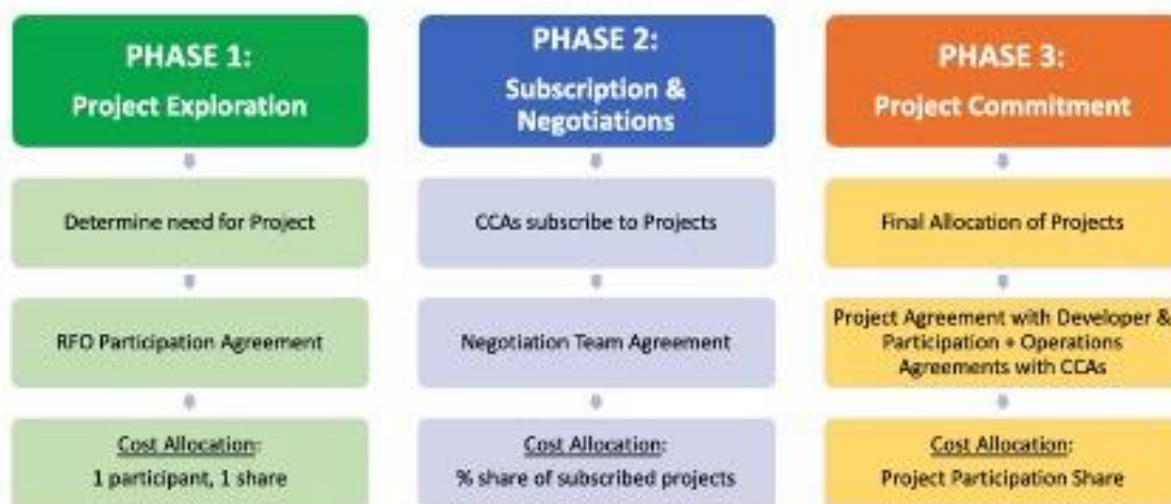 PHASE 1:
Project Exploration
Determine need for Project
RFO Participation Agreement
Cost Allocation:
1 participant, 1 share
PHASE 2:
Subscription &
Negotiations
CCAs subscribe to Projects
Negotiation Team Agreement
Cost Allocation:
% share of subscribed projects
PHASE 3:
Project Commitment
Final Allocation of Projects
Project Agreement with Developer &
Participation + Operations
Agreements with CCAs
Cost Allocation:
Project Participation Share